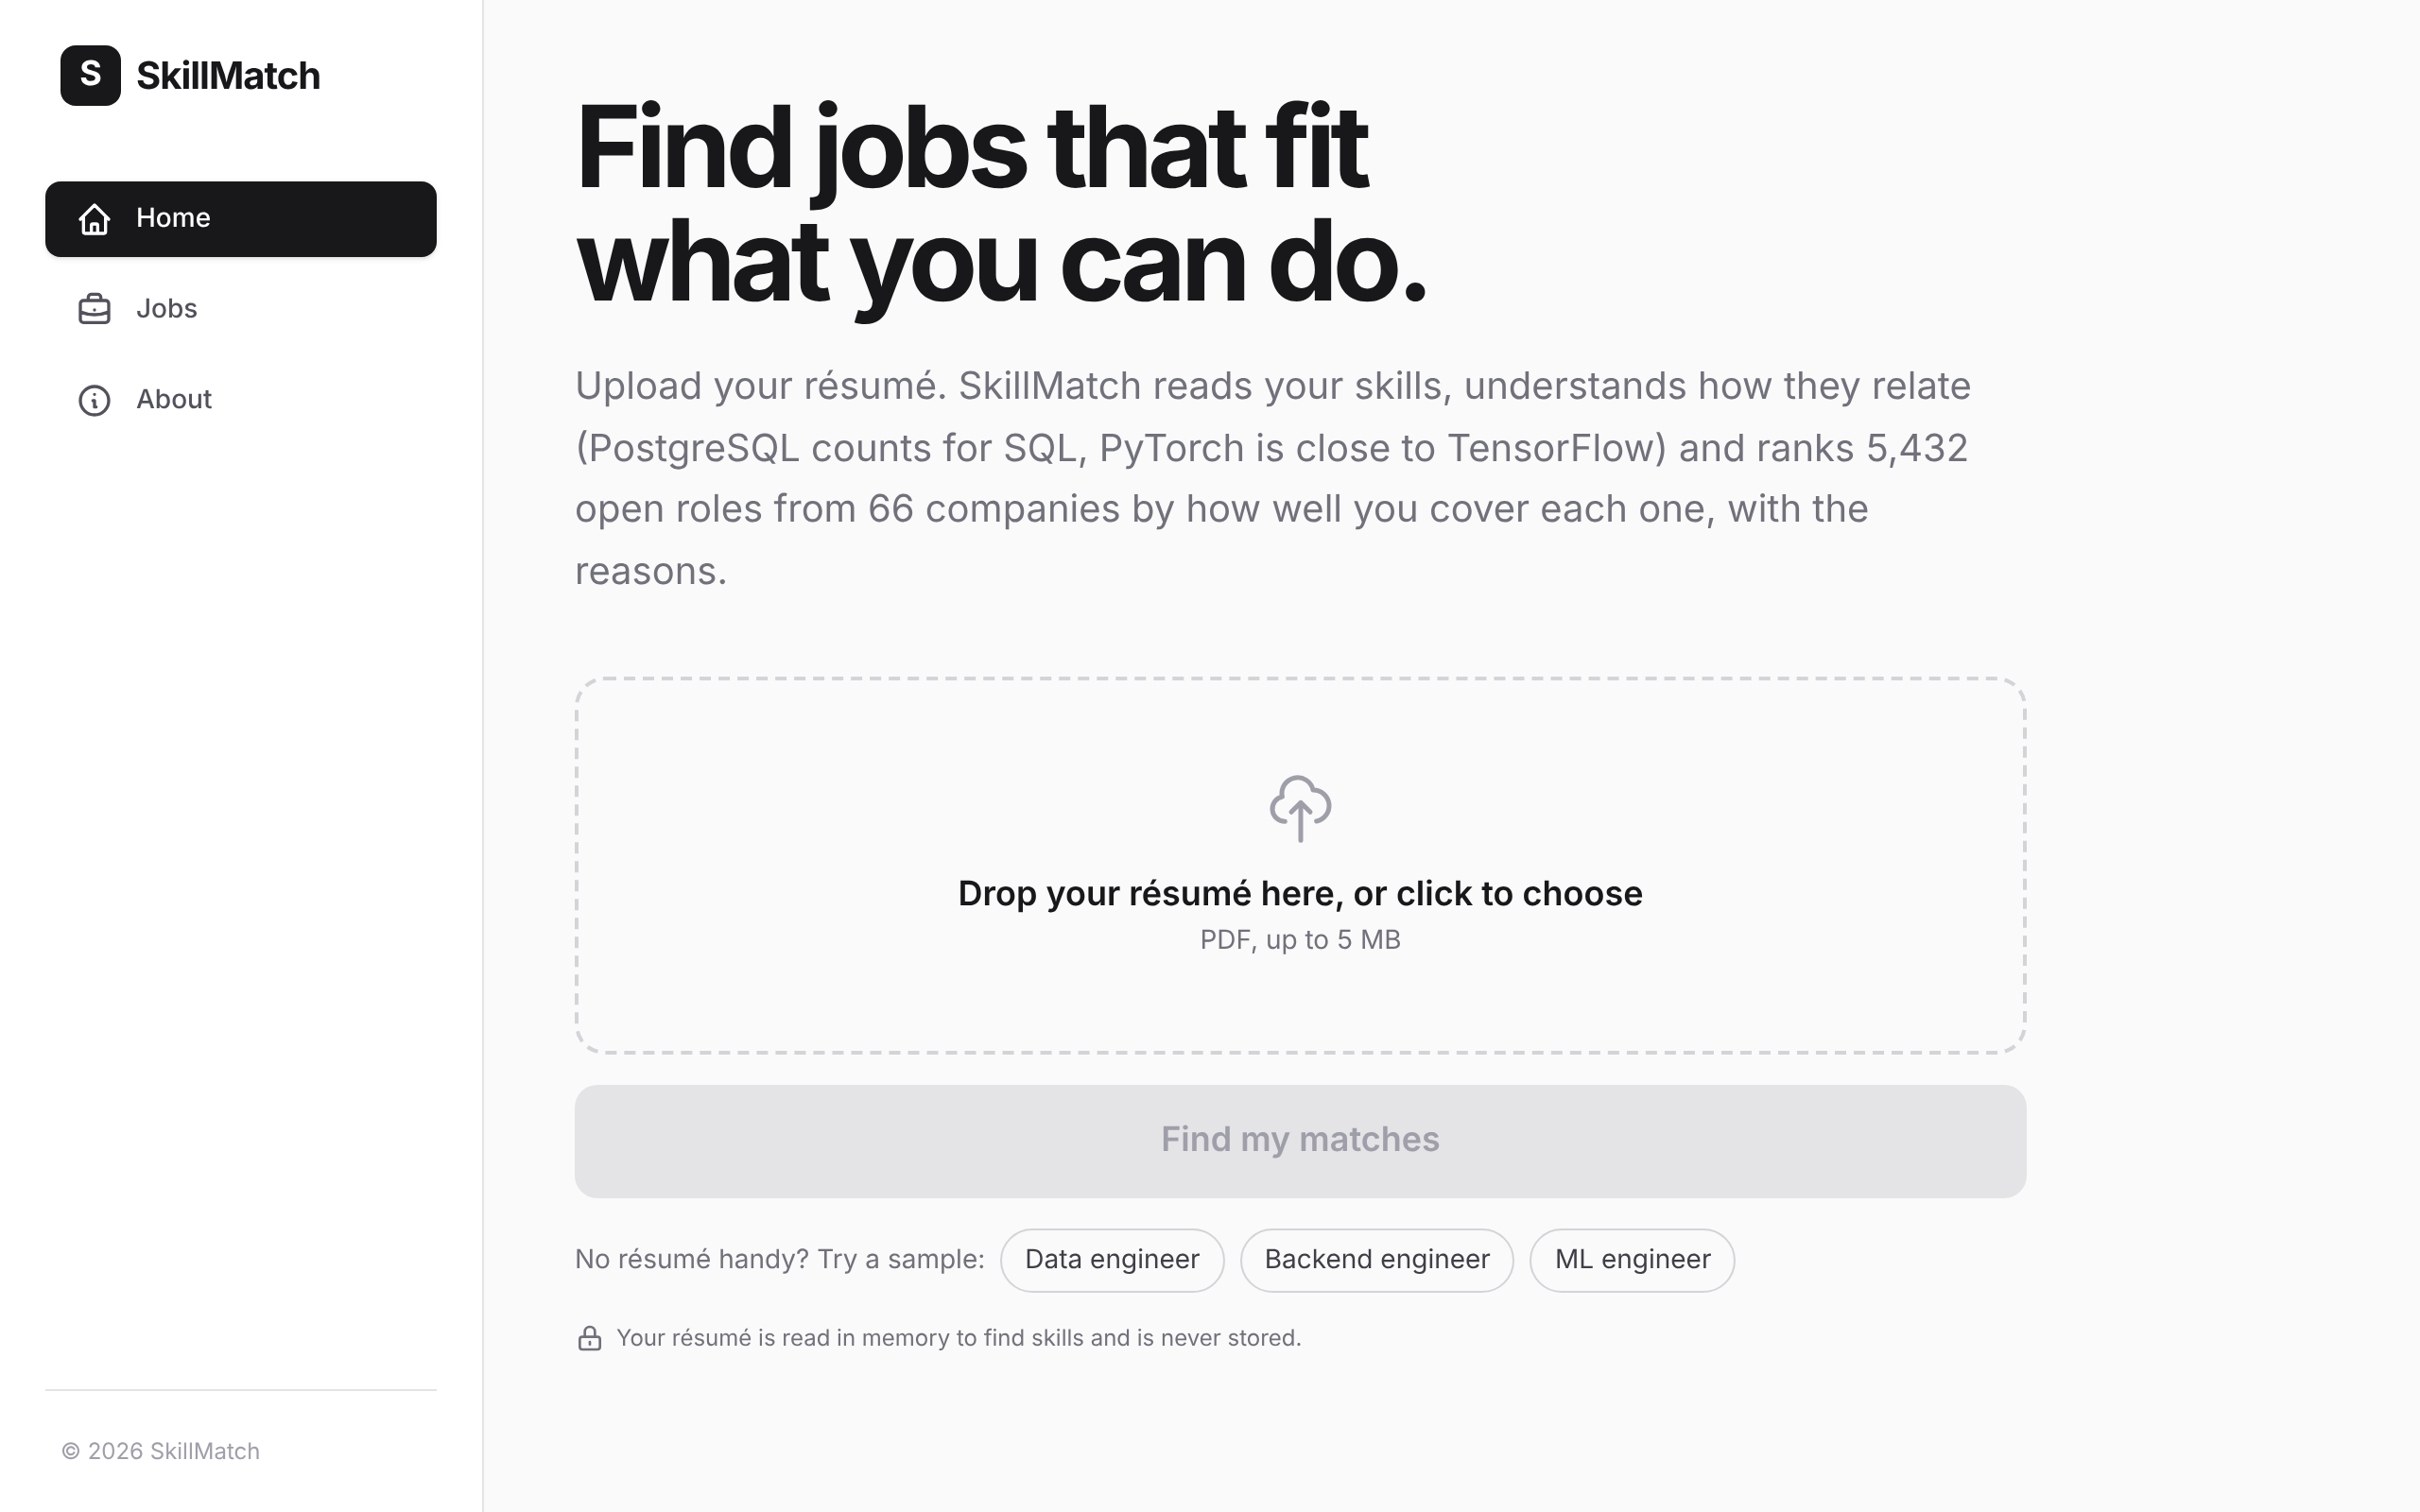 S SkillMatch
Home
Jobs
About
© 2026 SkillMatch
Find jobs that fit
what you can do.
Upload your résumé. SkillMatch reads your skills, understands how they relate
(PostgreSQL counts for SQL, PyTorch is close to TensorFlow) and ranks 5,432
open roles from 66 companies by how well you cover each one, with the
reasons.
Drop your résumé here, or click to choose
PDF, up to 5 MB
Find my matches
No résumé handy? Try a sample: Data engineer Backend engineer ML engineer
Your résumé is read in memory to find skills and is never stored.